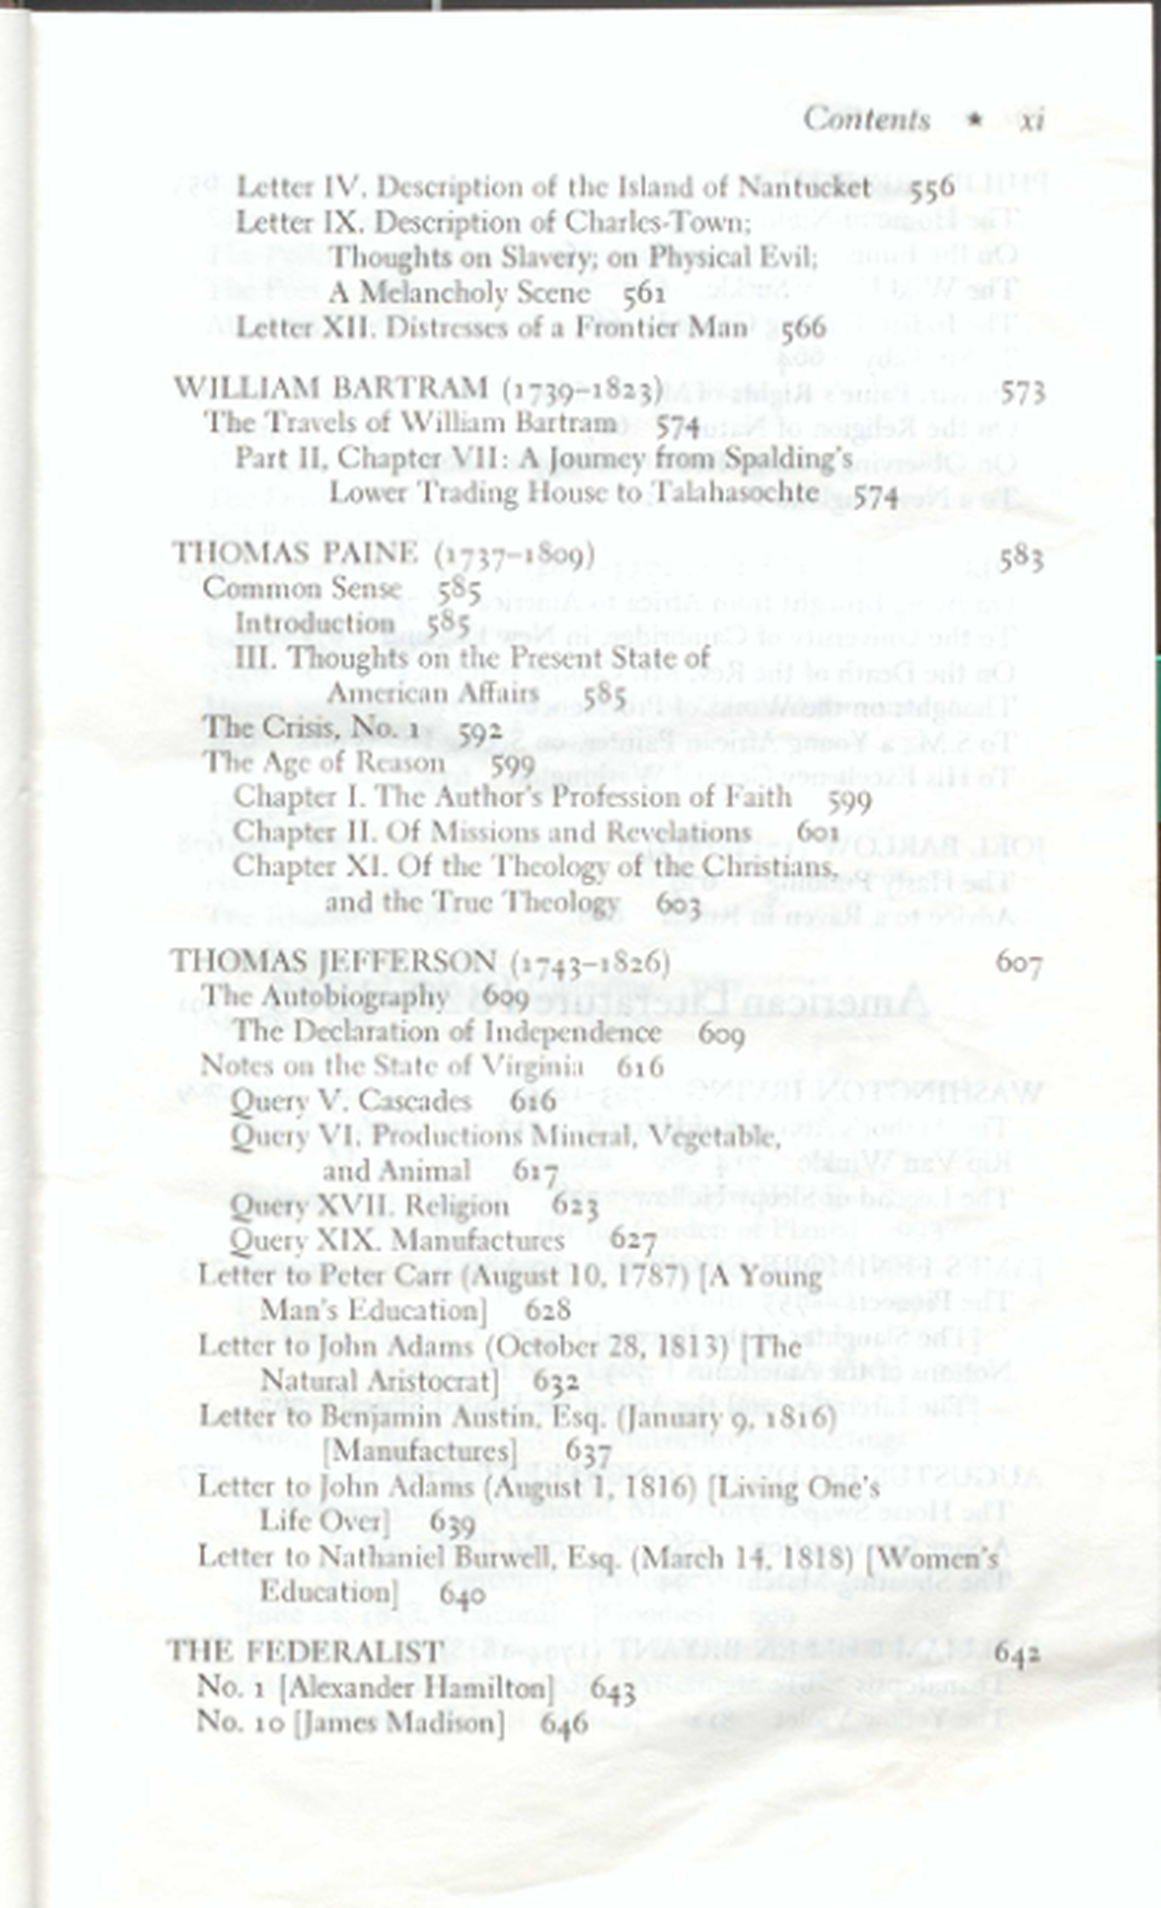 Contents ★ xi
Letter IV. Description of the Island of Nantucket 556
Letter IX. Description of Charles-Town;
Thoughts on Slavery; on Physical Evil;
A Melancholy Scene 561
Letter XII. Distresses of a Frontier Man 566
WILLIAM BARTRAM (1739–1823) 573
The Travels of William Bartram 574
Part II, Chapter VII: A Journey from Spalding's
Lower Trading House to Talahasochte 574
THOMAS PAINE (1737–1809) 583
Common Sense 585
Introduction 585
III. Thoughts on the Present State of
American Affairs 585
The Crisis, No. 1 592
The Age of Reason 599
Chapter I. The Author's Profession of Faith 599
Chapter II. Of Missions and Revelations 601
Chapter XI. Of the Theology of the Christians,
and the True Theology 603
THOMAS JEFFERSON (1743–1826) 607
The Autobiography 609
The Declaration of Independence 609
Notes on the State of Virginia 616
Query V. Cascades 616
Query VI. Productions Mineral, Vegetable,
and Animal 617
Query XVII. Religion 623
Query XIX. Manufactures 627
Letter to Peter Carr (August 10, 1787) [A Young
Man's Education] 628
Letter to John Adams (October 28, 1813) [The
Natural Aristocrat] 632
Letter to Benjamin Austin, Esq. (January 9, 1816)
[Manufactures] 637
Letter to John Adams (August 1, 1816) [Living One's
Life Over] 639
Letter to Nathaniel Burwell, Esq. (March 14, 1818) [Women's
Education] 640
THE FEDERALIST 642
No. 1 [Alexander Hamilton] 643
No. 10 [James Madison] 646